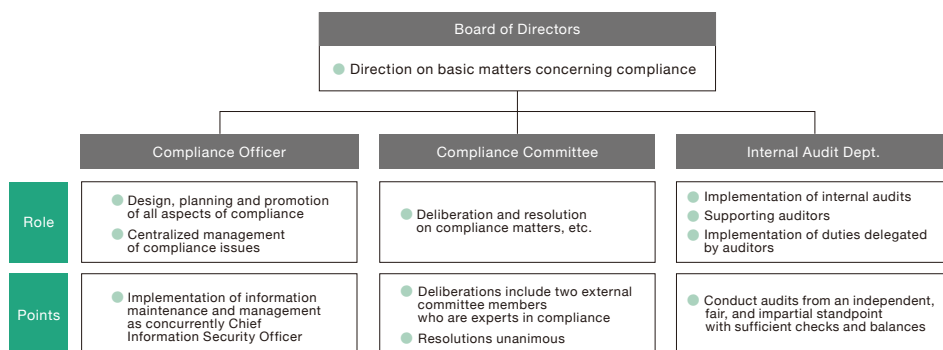 Board of Directors
Direction on basic matters concerning compliance
Compliance Officer
Compliance Committee
Internal Audit Dept.
Role
Design, planning and promotion
of all aspects of compliance
Centralized management
of compliance issues
Deliberation and resolution
on compliance matters, etc.
Implementation of internal audits
Supporting auditors
Implementation of duties delegated
by auditors
Points
Implementation of information
maintenance and management
as concurrently Chief
Information Security Officer
Deliberations include two external
committee members
who are experts in compliance
Resolutions unanimous
Conduct audits from an independent,
fair, and impartial standpoint
with sufficient checks and balances